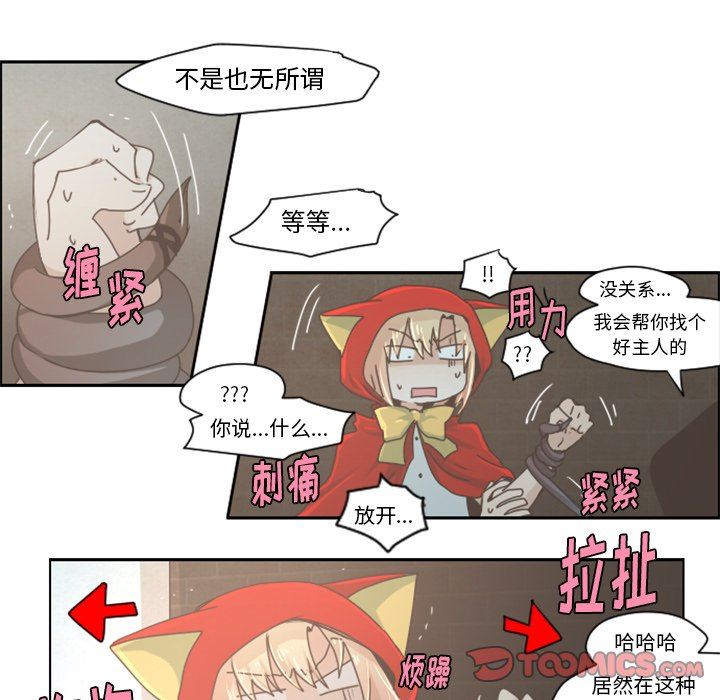 不是也无所谓
缠紧
等等...
!!
用力
??
没关系...
我会帮你找个
好主人的
???
你说...什么...
刺痛
放开...
紧紧
拉扯
烦躁
哈哈哈
居然在这种
TOOMICS.COM